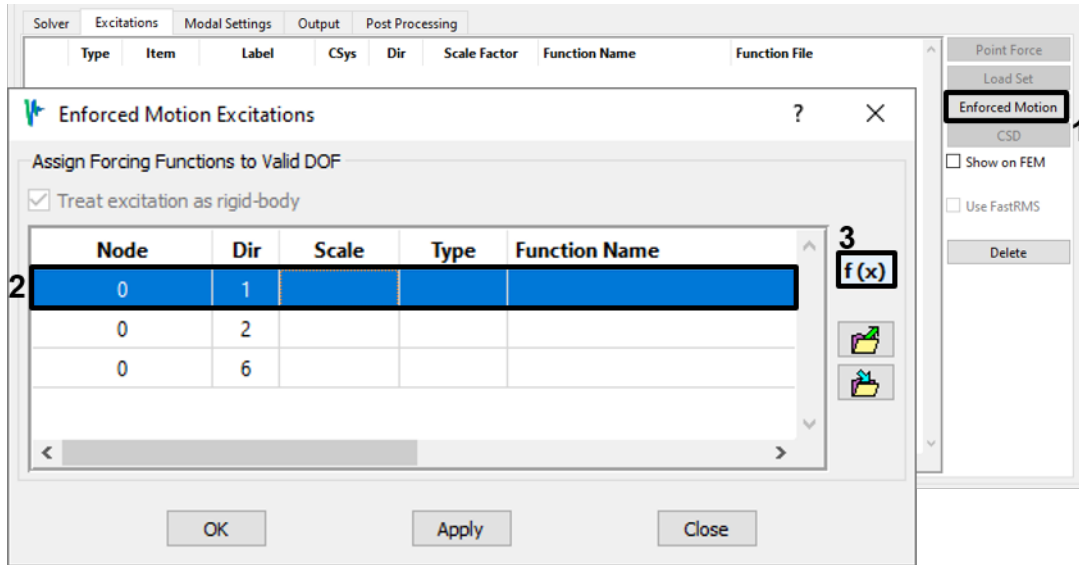 Solver Excitations Modal Settings Output Post Processing
Type Item Label CSys Dir Scale Factor Function Name Function File
Point Force
Load Set
Enforced Motion 1
CSD
Show on FEM
Use FastRMS
Delete
Enforced Motion Excitations ?
Assign Forcing Functions to Valid DOF
Treat excitation as rigid-body
Node Dir Scale Type Function Name
3
f (x)
2 0 1
0 2
0 6
OK Apply Close